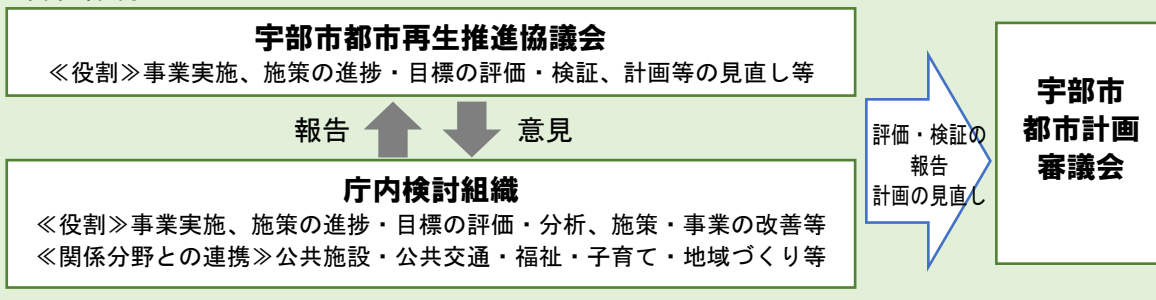 宇部市都市再生推進協議会
≪役割≫事業実施、施策の進捗・目標の評価・検証、計画等の見直し等
報告
意見
庁内検討組織
≪役割≫事業実施、施策の進捗・目標の評価・分析、施策・事業の改善等
≪関係分野との連携≫公共施設・公共交通・福祉・子育て・地域づくり等
評価・検証の
報告
計画の見直し
宇部市
都市計画
審議会